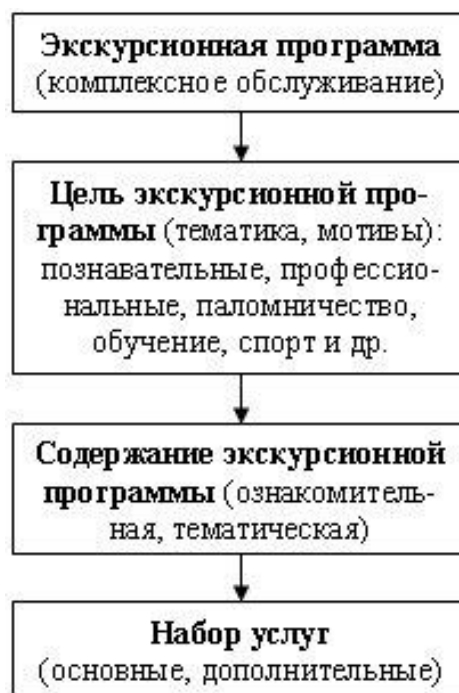 Экскурсионная программа
(комплексное обслуживание)
Цель экскурсионной про-
граммы (тематика, мотивы):
познавательные, профессио-
нальные, паломничество,
обучение, спорт и др.
Содержание экскурсионной
программы (ознакомитель-
ная, тематическая)
Набор услуг
(основные, дополнительные)